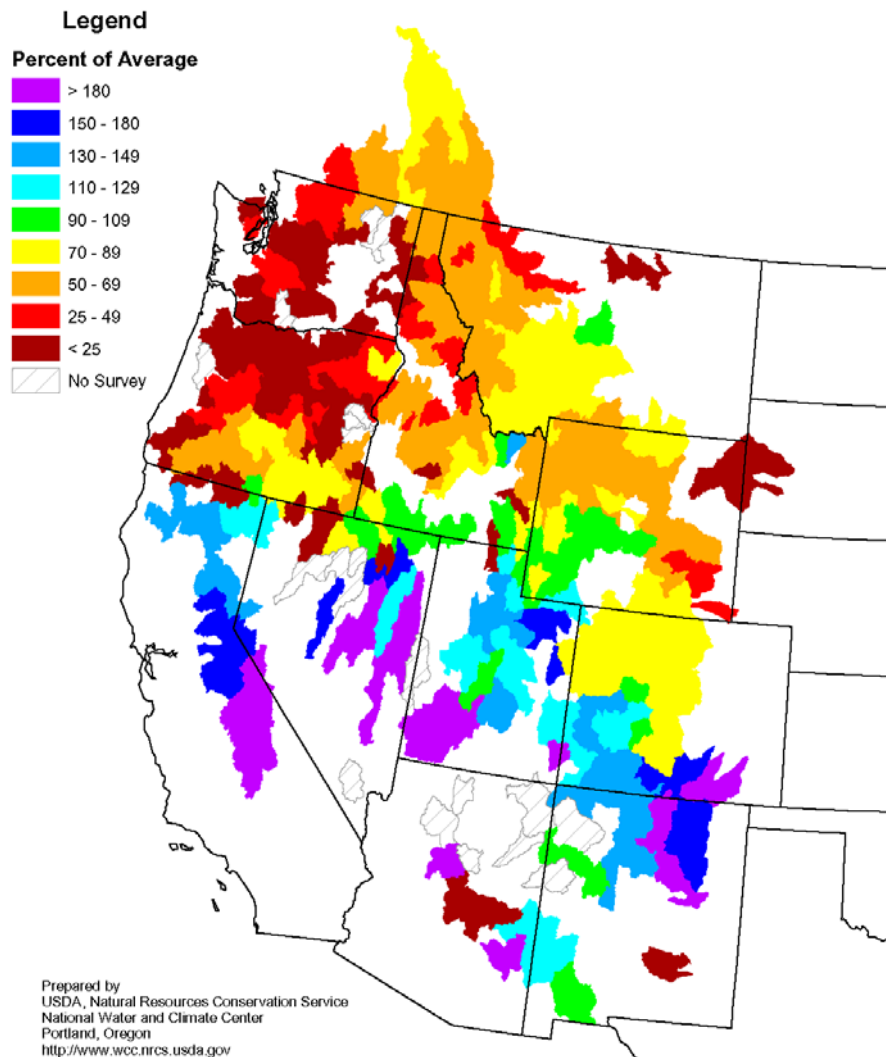 Legend
Percent of Average
> 180
150 - 180
130 - 149
110 - 129
90 - 109
70 - 89
50 - 69
25 - 49
< 25
No Survey
Prepared by
USDA, Natural Resources Conservation Service
National Water and Climate Center
Portland, Oregon
http://www.wcc.nrcs.usda.gov